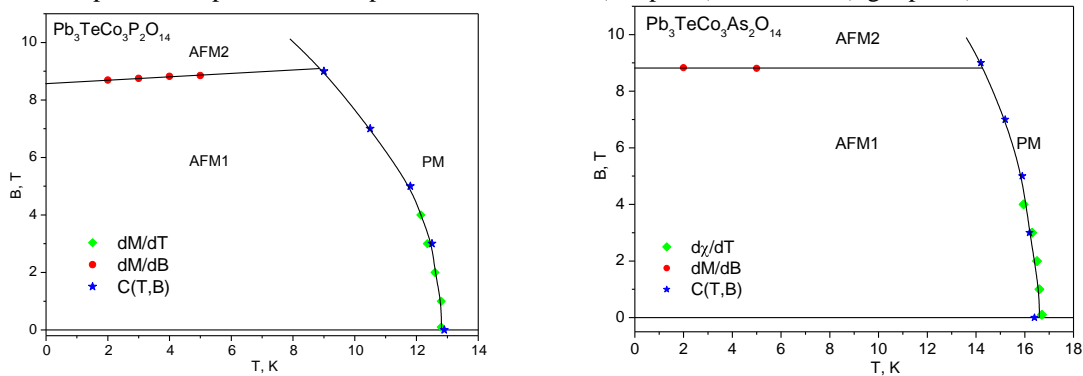 Pb3TeCo3P2O14
AFM2
AFM1
PM
dM/dT
dM/dB
C(T,B)
B, T
10
8
6
4
2
0
0 2 4 6 8 10 12 14
T, K
Pb3TeCo3As2O14
AFM2
AFM1
PM
dχ/dT
dM/dB
C(T,B)
B, T
10
8
6
4
2
0
0 2 4 6 8 10 12 14 16 18
T, K